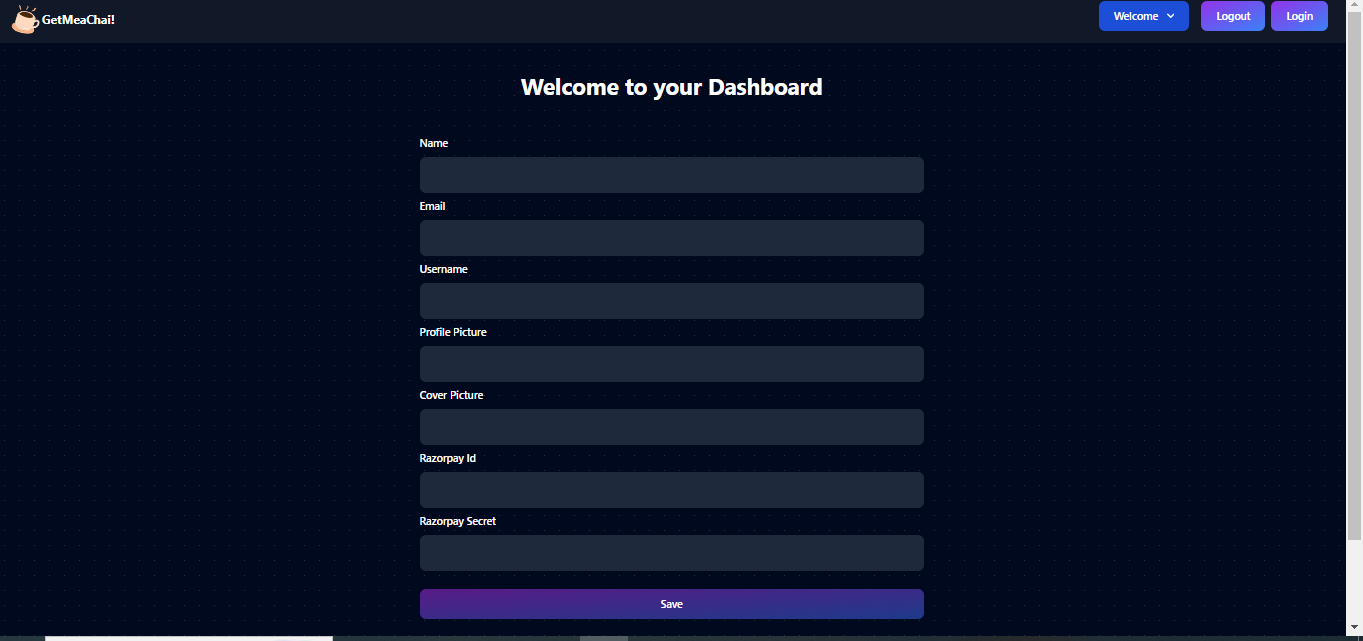 GetMeaChai!
Welcome
Logout
Login
Welcome to your Dashboard
Name
Email
Username
Profile Picture
Cover Picture
Razorpay Id
Razorpay Secret
Save